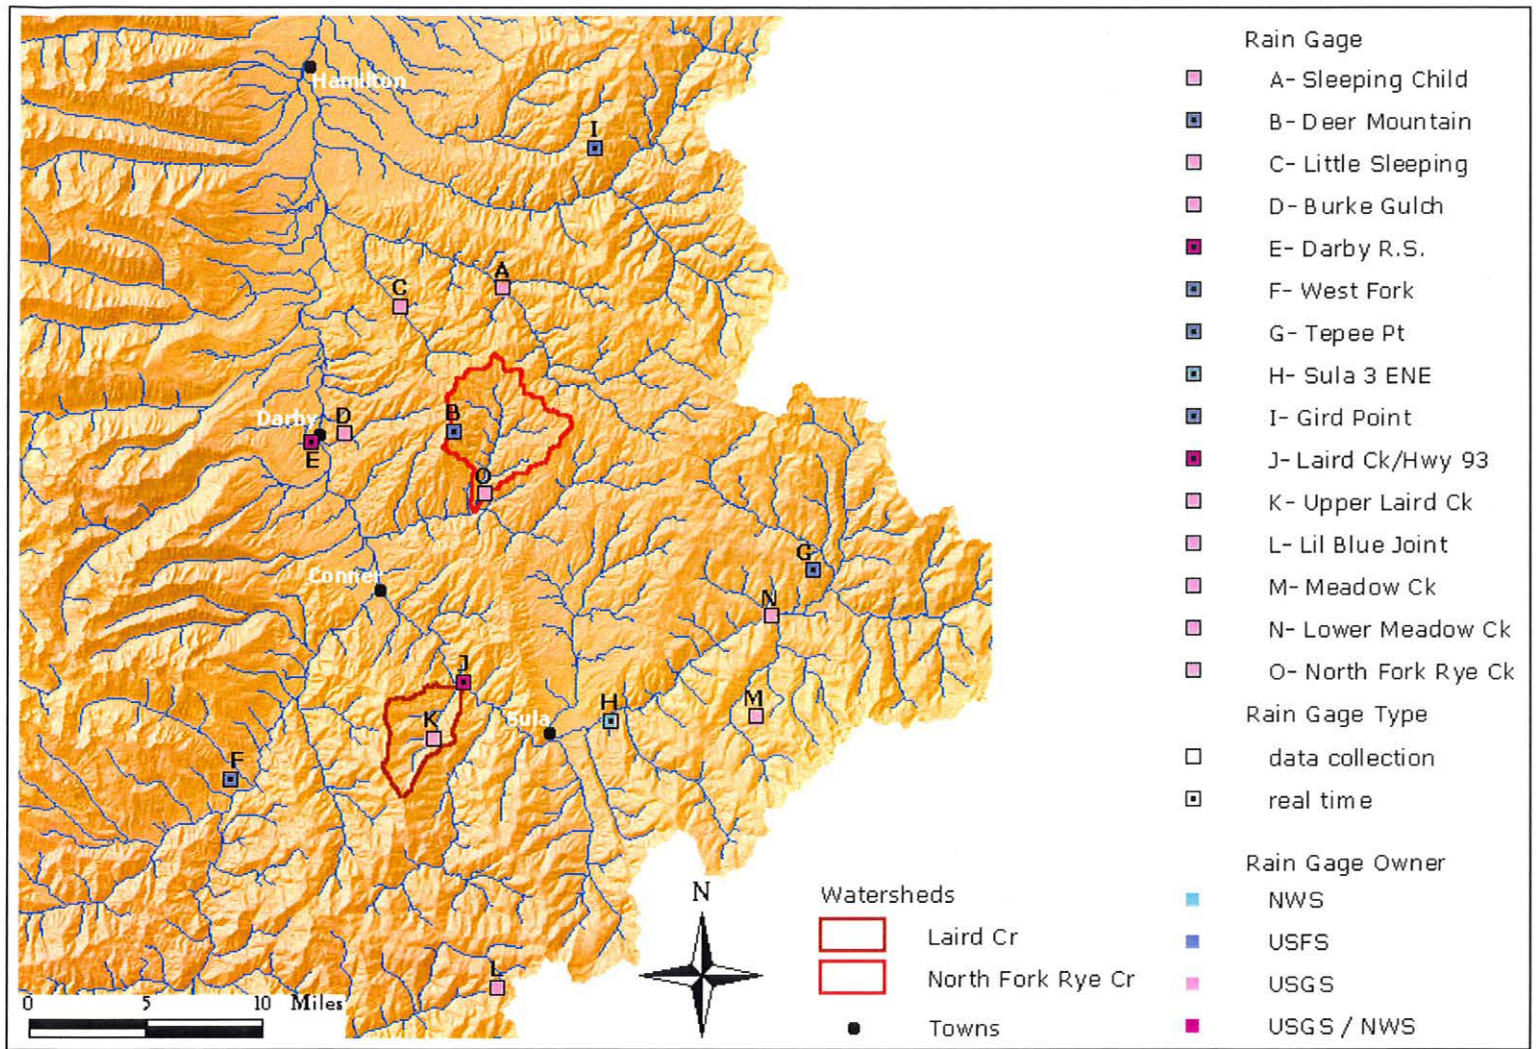 Hamilton
I
A
C
B
Darby
D
E
O
Conner
G
N
J
K
Sula
H
M
F
L
0 5 10 Miles
N
Watersheds
Laird Cr
North Fork Rye Cr
Towns
Rain Gage
A- Sleeping Child
B- Deer Mountain
C- Little Sleeping
D- Burke Gulch
E- Darby R.S.
F- West Fork
G- Tepee Pt
H- Sula 3 ENE
I- Gird Point
J- Laird Ck/Hwy 93
K- Upper Laird Ck
L- Lil Blue Joint
M- Meadow Ck
N- Lower Meadow Ck
O- North Fork Rye Ck
Rain Gage Type
data collection
real time
Rain Gage Owner
NWS
USFS
USGS
USGS / NWS